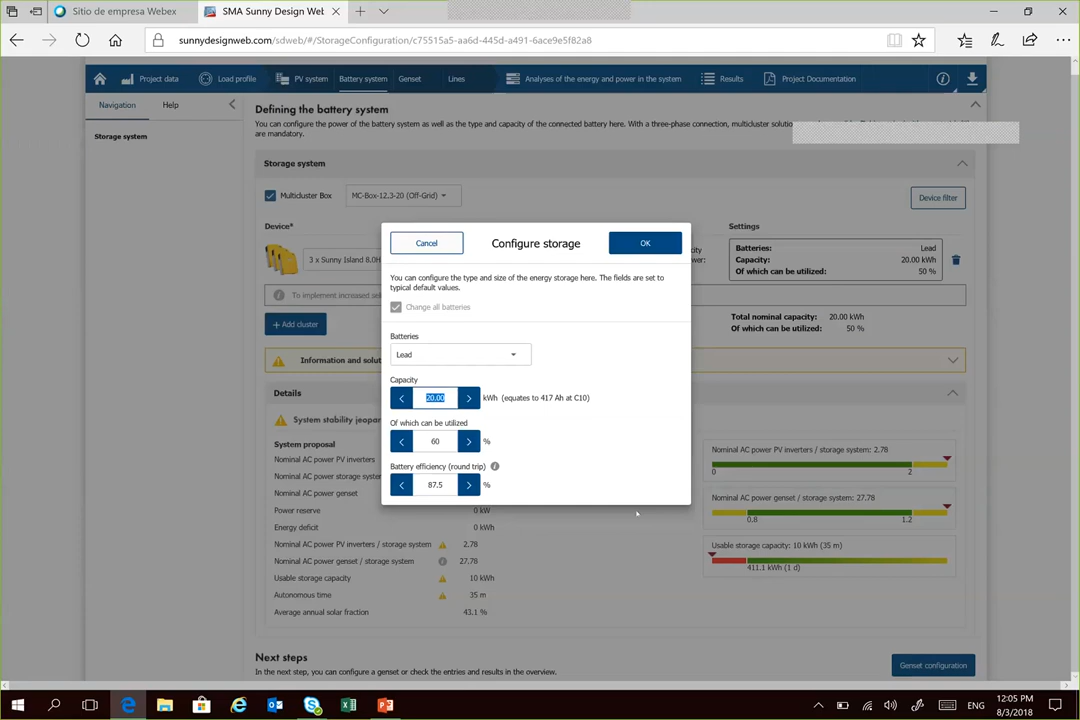 Sitio de empresa Webex
SMA Sunny Design Web
sunnydesignweb.com/sdweb/#/StorageConfiguration/c75515a5-aa6d-445d-a491-6ace9e5f82a8
Project data
Load profile
PV system
Battery system
Genset
Lines
Analyses of the energy and power in the system
Results
Project Documentation
Navigation
Help
Storage system
Defining the battery system
You can configure the power of the battery system as well as the type and capacity of the connected battery here. With a three-phase connection, multicluster
are mandatory.
Storage system
Multicluster Box
MC-Box-12.3-20 (Off-Grid)
Device filter
Device*
Settings
3 x Sunny Island 8.0H
Batteries: Lead
Capacity: 20.00 kWh
Of which can be utilized: 50 %
To implement increased
+ Add cluster
Total nominal capacity: 20.00 kWh
Of which can be utilized: 50 %
Information and
Details
System stability
System proposal
Nominal AC power PV inverters
Nominal AC power storage
Nominal AC power genset
Power reserve 0 kW
Energy deficit 0 kWh
Nominal AC power PV inverters / storage system 2.78
Nominal AC power genset / storage system 27.78
Usable storage capacity 10 kWh
Autonomous time 35 m
Average annual solar fraction 43.1 %
Nominal AC power PV inverters / storage system: 2.78
0 2
Nominal AC power genset / storage system: 27.78
0.8 1.2
Usable storage capacity: 10 kWh (35 m)
411.1 kWh (1 d)
Cancel
Configure storage
OK
You can configure the type and size of the energy storage here. The fields are set to
typical default values.
Change all batteries
Batteries
Lead
Capacity
20.00 kWh (equates to 417 Ah at C10)
Of which can be utilized
60 %
Battery efficiency (round trip)
87.5 %
Next steps
In the next step, you can configure a genset or check the entries and results in the overview.
Genset configuration
ENG
12:05 PM
8/3/2018